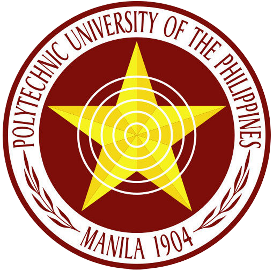 POLYTECHNIC UNIVERSITY OF THE PHILIPPINES
MANILA 1904